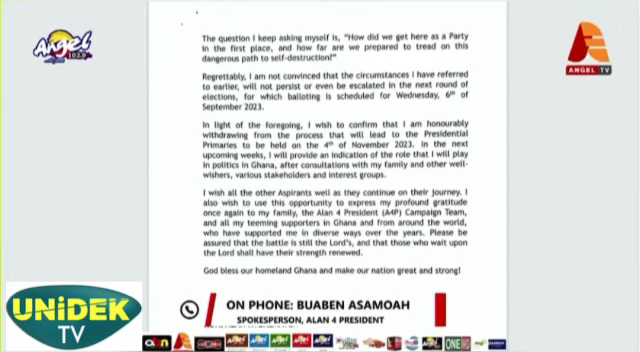 Angel
102.9
ANGEL TV
The question I keep asking myself is, "How did we get here as a Party
in the first place, and how far are we prepared to tread on this
dangerous path to self-destruction?"
Regrettably, I am not convinced that the circumstances I have referred
to earlier, will not persist or even be escalated in the next round of
elections, for which balloting is scheduled for Wednesday, 6th of
September 2023.
In light of the foregoing, I wish to confirm that I am honourably
withdrawing from the process that will lead to the Presidential
Primaries to be held on the 4th of November 2023. In the next
upcoming weeks, I will provide an indication of the role that I will play
in politics in Ghana, after consultations with my family and other well-
wishers, various stakeholders and interest groups.
I wish all the other Aspirants well as they continue on their journey. I
also wish to use this opportunity to express my profound gratitude
once again to my family, the Alan 4 President (A4P) Campaign Team,
and all my teeming supporters in Ghana and from around the world,
who have supported me in diverse ways over the years. Please be
assured that the battle is still the Lord's, and that those who wait upon
the Lord shall have their strength renewed.
God bless our homeland Ghana and make our nation great and strong!
UNiDEK
TV
ON PHONE: BUABEN ASAMOAH
SPOKESPERSON, ALAN 4 PRESIDENT